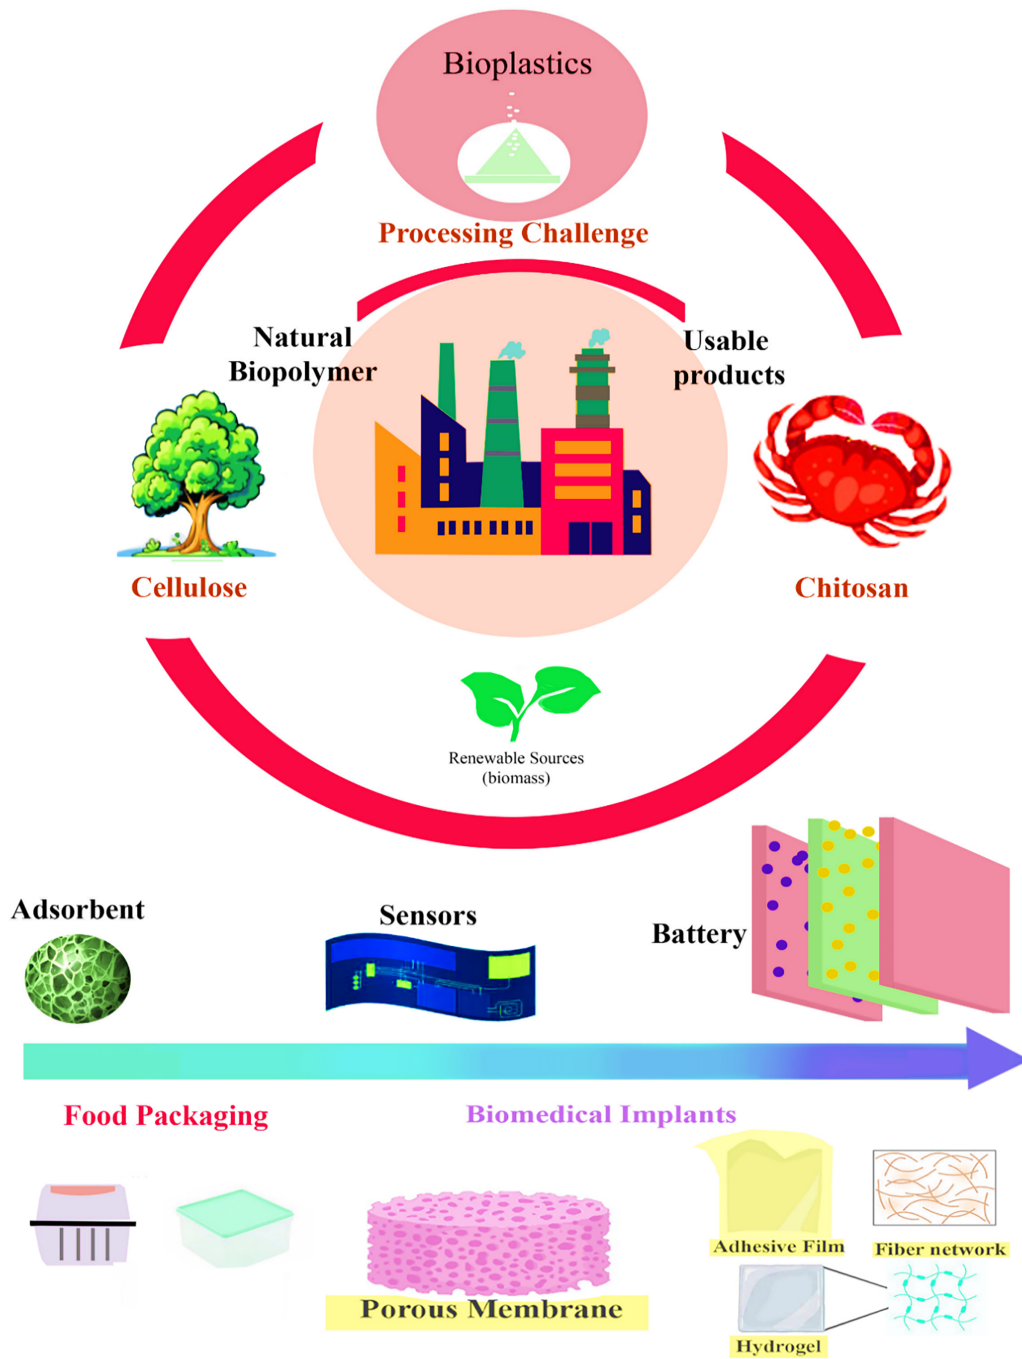 Bioplastics
Processing Challenge
Natural
Biopolymer
Usable
products
Cellulose
Chitosan
Renewable Sources
(biomass)
Adsorbent
Sensors
Battery
Food Packaging
Biomedical Implants
Adhesive Film
Fiber network
Porous Membrane
Hydrogel